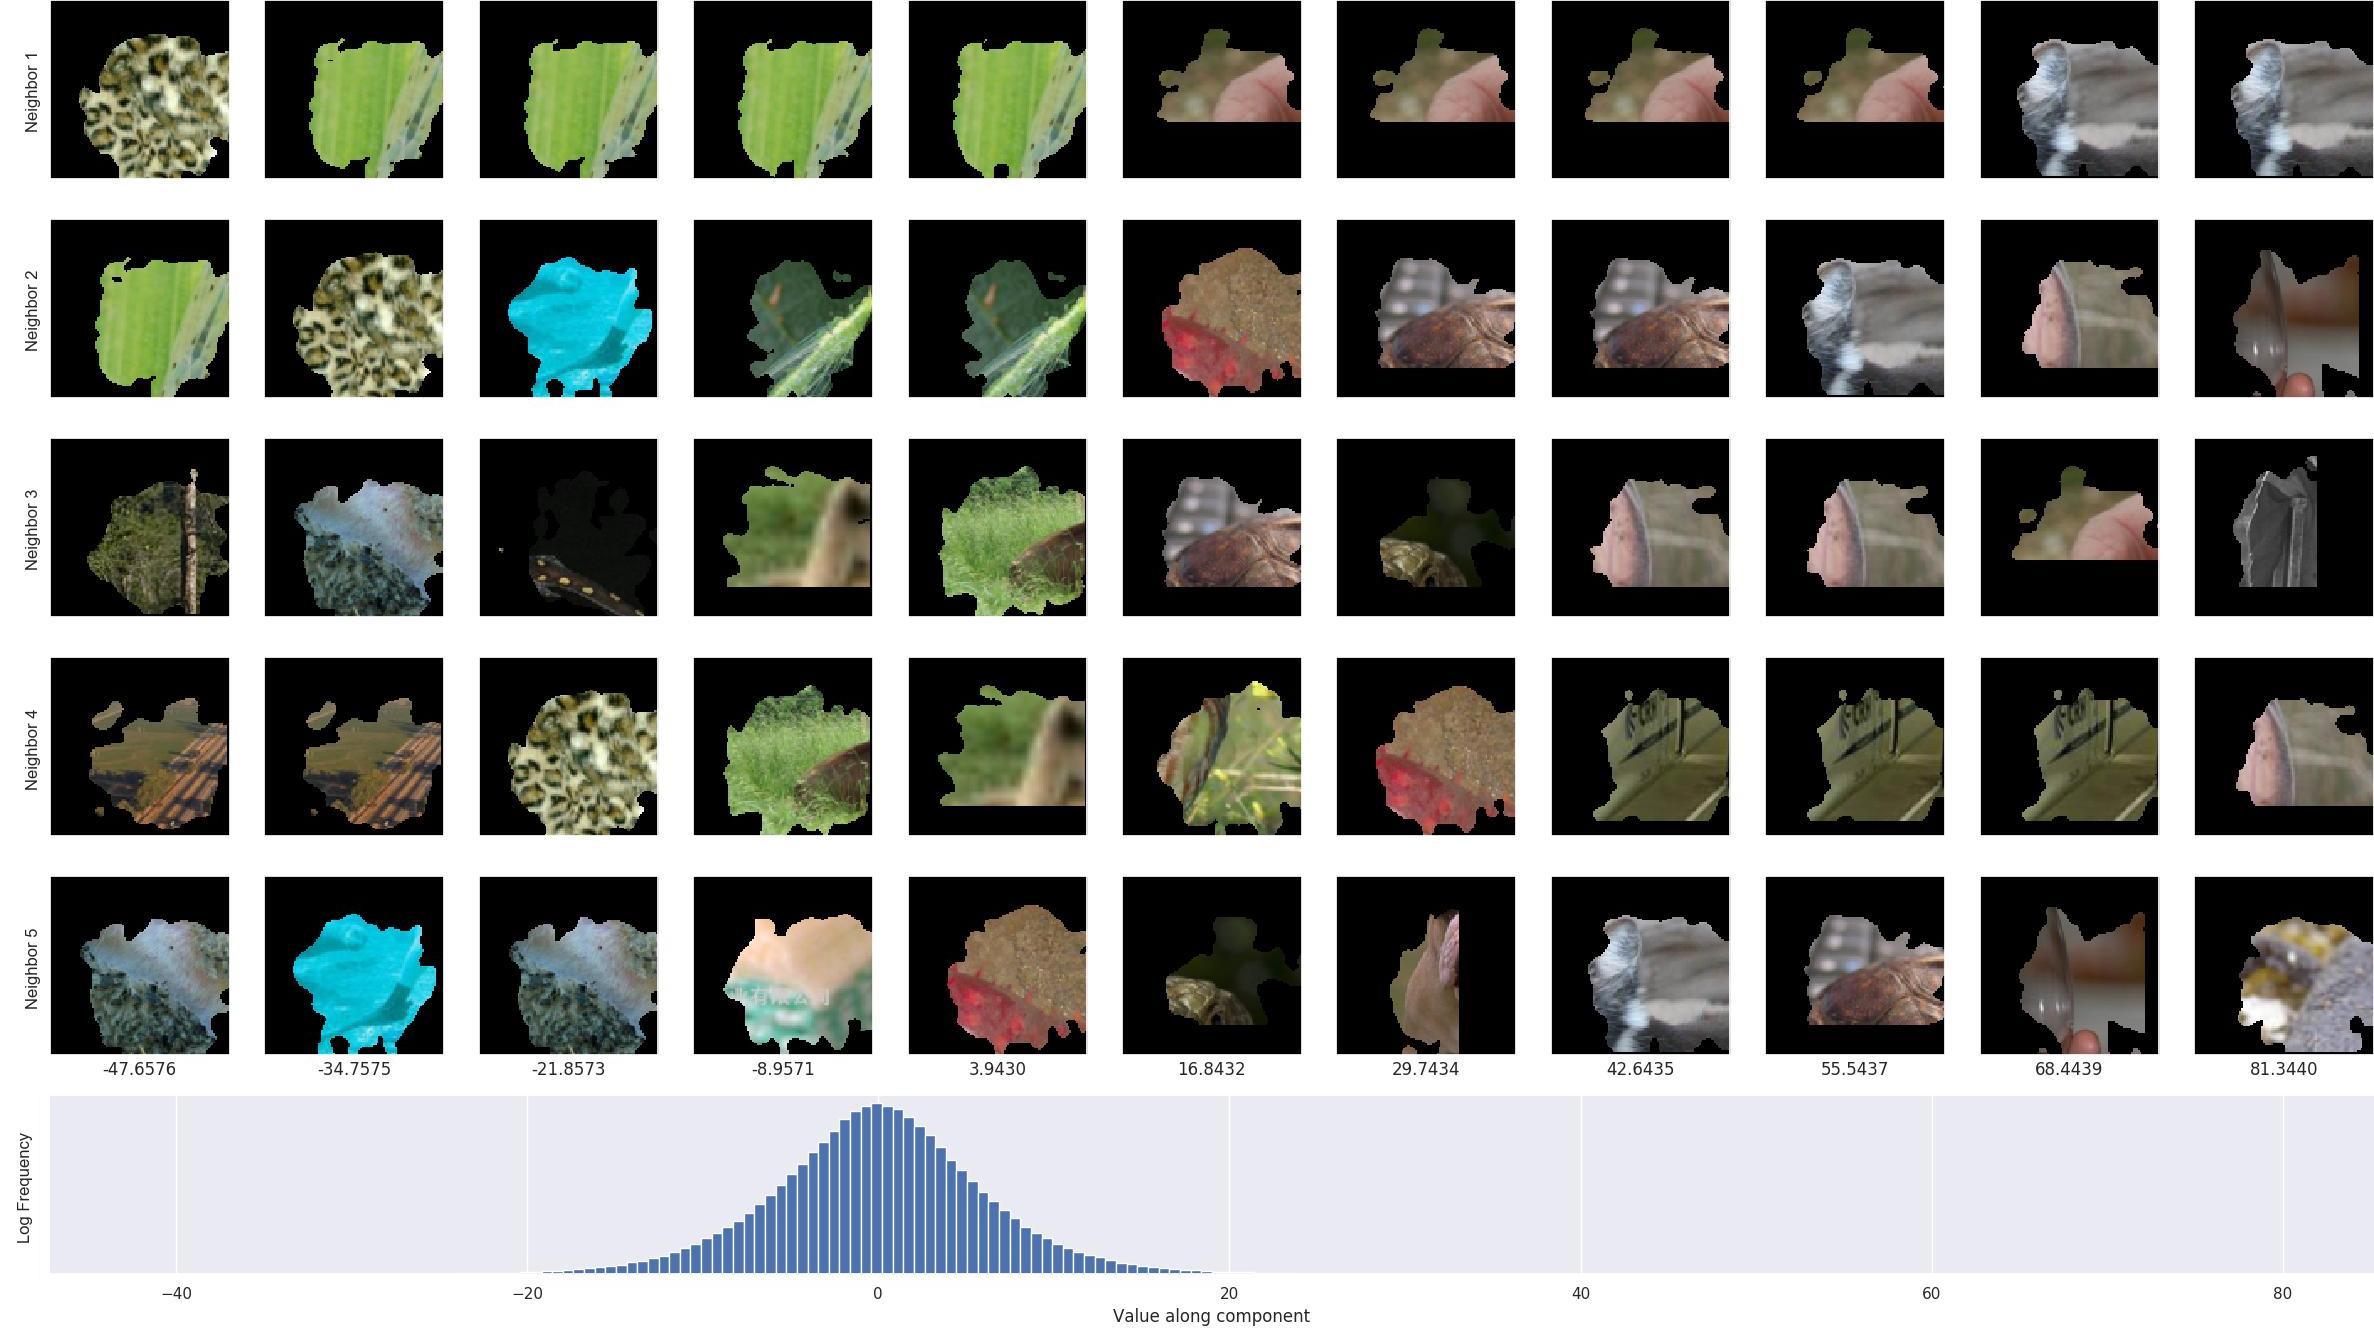 Neighbor 1
Neighbor 2
Neighbor 3
Neighbor 4
Neighbor 5
-47.6576 -34.7575 -21.8573 -8.9571 3.9430 16.8432 29.7434 42.6435 55.5437 68.4439 81.3440
Log Frequency
−40 −20 0 20 40 60 80
Value along component